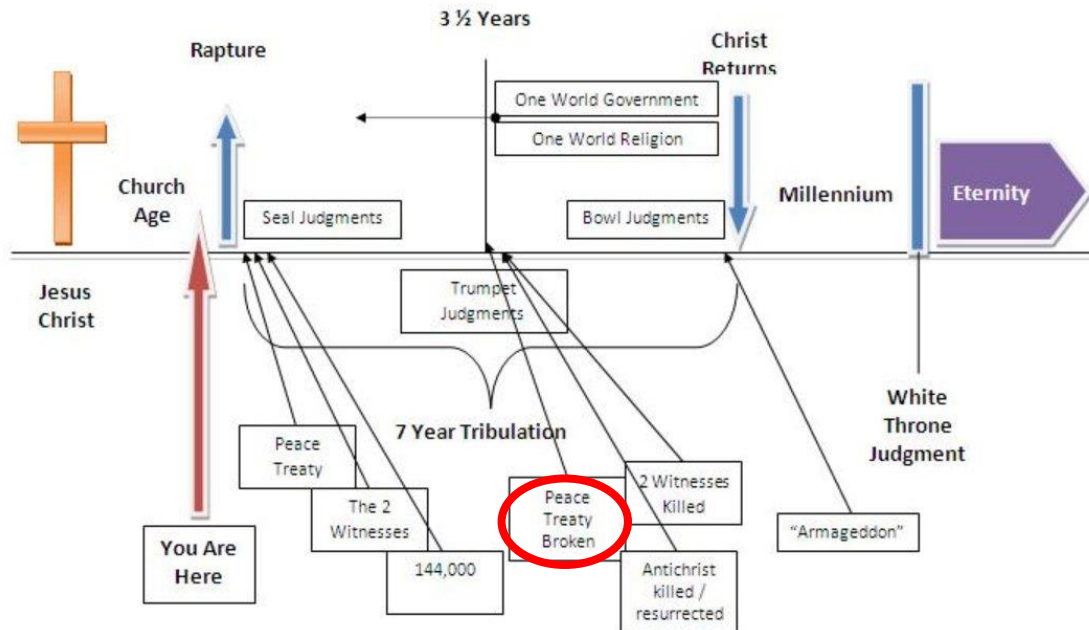 3 ½ Years
Rapture
Christ
Returns
One World Government
One World Religion
Church
Age
Seal Judgments
Bowl Judgments
Millennium
Eternity
Jesus
Christ
Trumpet
Judgments
7 Year Tribulation
White
Throne
Judgment
Peace
Treaty
The 2
Witnesses
144,000
Peace
Treaty
Broken
2 Witnesses
Killed
Antichrist
killed /
resurrected
“Armageddon”
You Are
Here